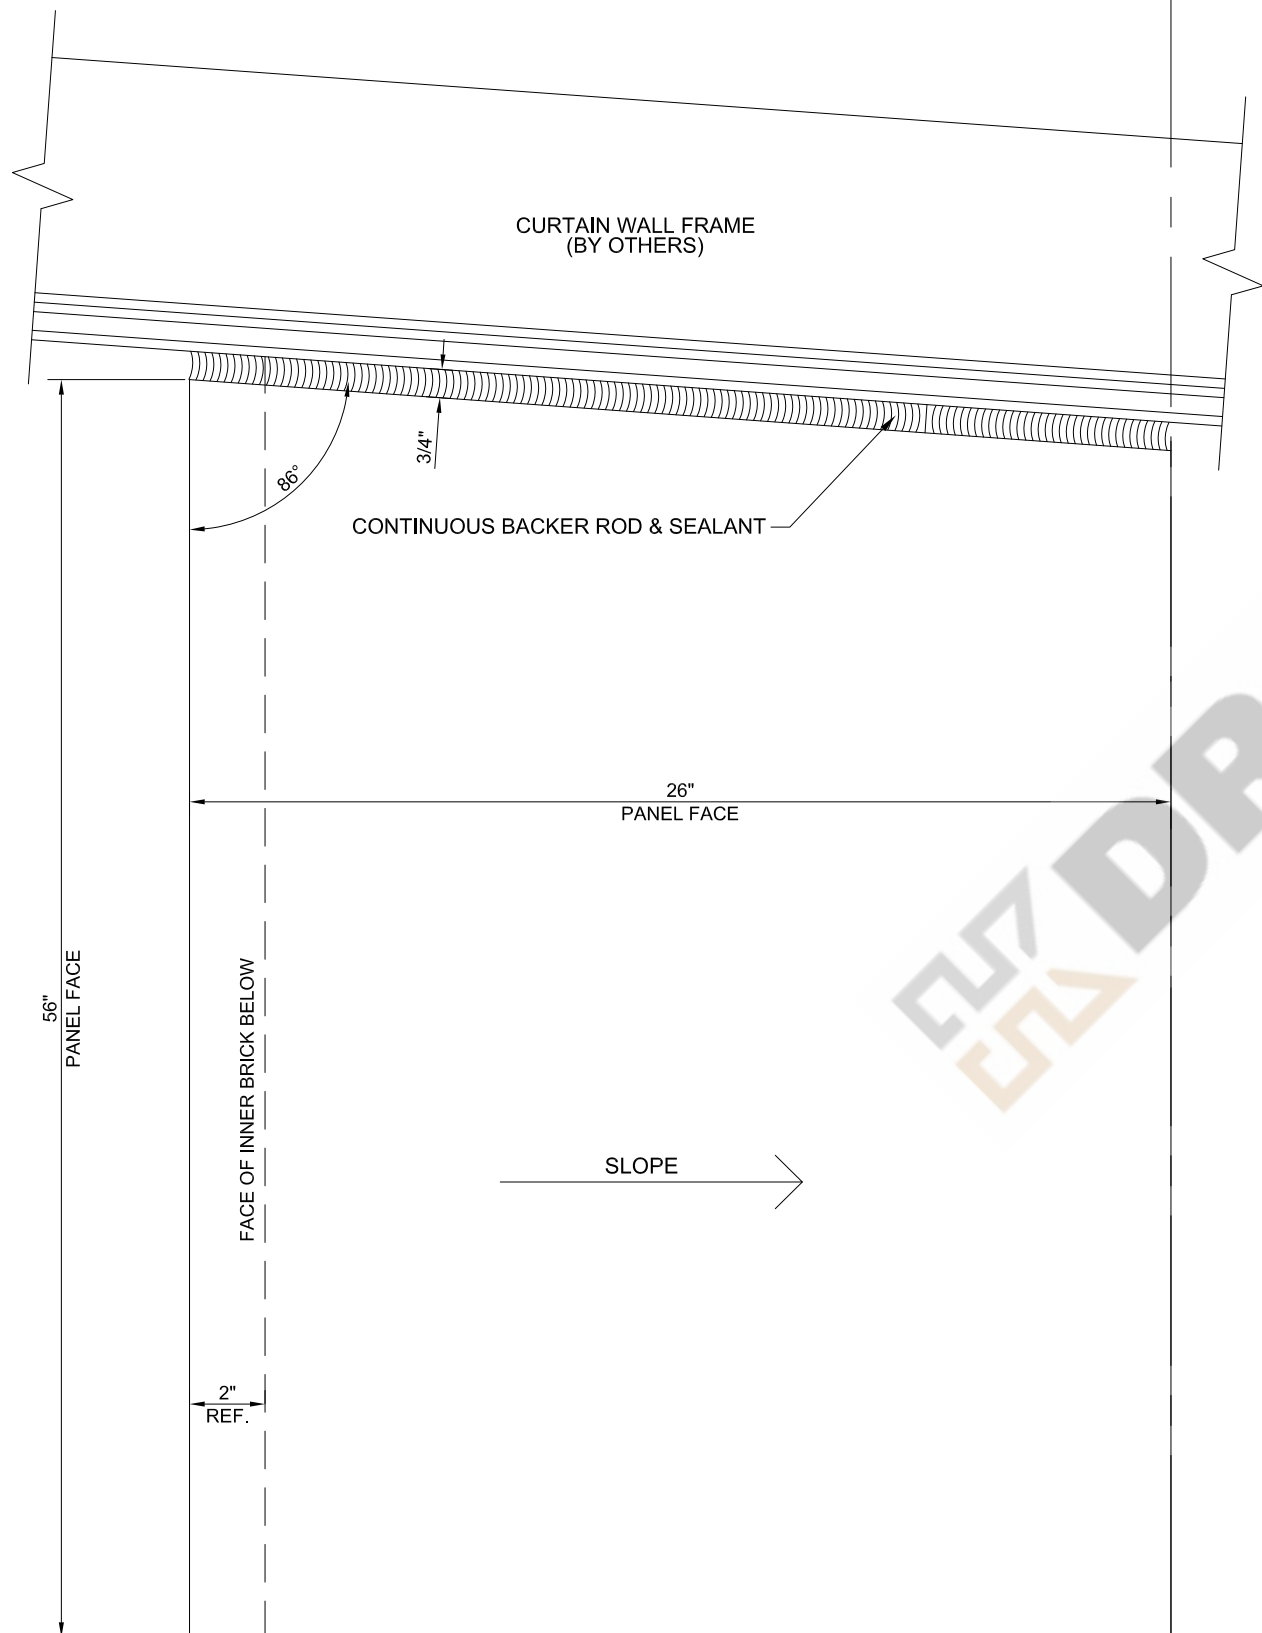 CURTAIN WALL FRAME
(BY OTHERS)
3/4"
86°
CONTINUOUS BACKER ROD & SEALANT
26"
PANEL FACE
56"
PANEL FACE
FACE OF INNER BRICK BELOW
SLOPE
2"
REF.